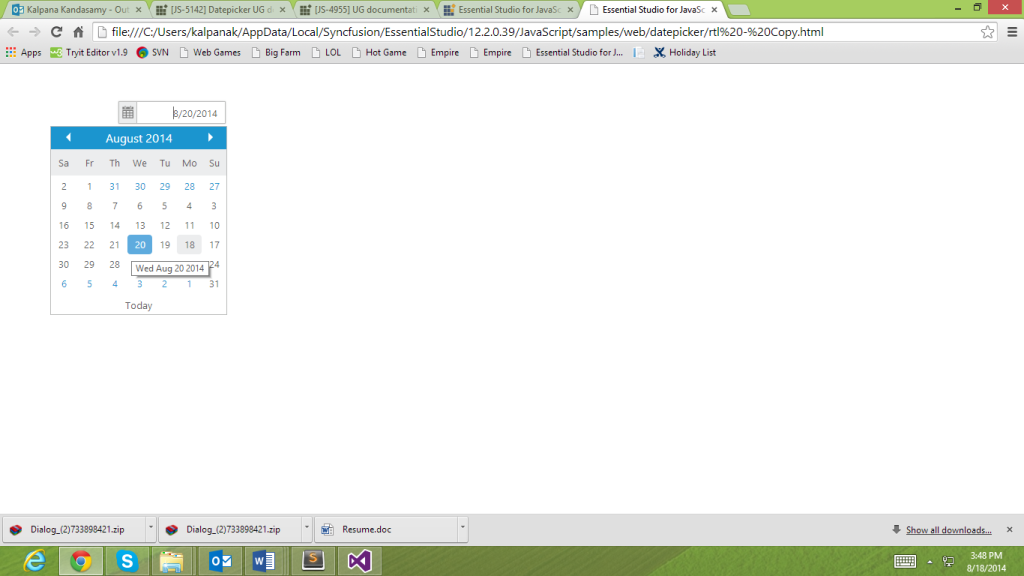 Kalpana Kandasamy - Out
[JS-5142] Datepicker UG d
[JS-4955] UG documentati
Essential Studio for JavaSc
Essential Studio for JavaSc
file:///C:/Users/kalpanak/AppData/Local/Syncfusion/EssentialStudio/12.2.0.39/JavaScript/samples/web/datepicker/rtl%20-%20Copy.html
Apps Tryit Editor v1.9 SVN Web Games Big Farm LOL Hot Game Empire Empire Essential Studio for J... Holiday List
8/20/2014
August 2014
Sa Fr Th We Tu Mo Su
2 1 31 30 29 28 27
9 8 7 6 5 4 3
16 15 14 13 12 11 10
23 22 21 20 19 18 17
30 29 28 24
Wed Aug 20 2014
6 5 4 3 2 1 31
Today
Dialog_(2)733898421.zip
Dialog_(2)733898421.zip
Resume.doc
Show all downloads...
3:48 PM
8/18/2014